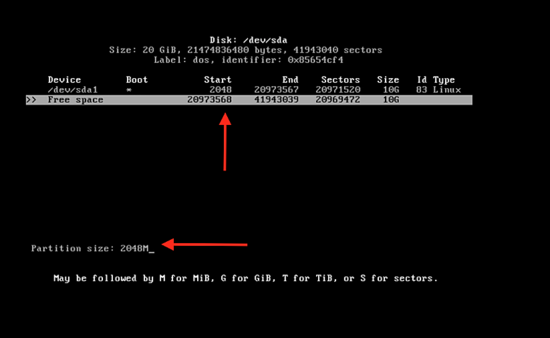 Disk: /dev/sda
Size: 20 GiB, 21474836480 bytes, 41943040 sectors
Label: dos, identifier: 0x85654cf4
Device Boot Start End Sectors Size Id Type
/dev/sda1 * 2048 20973567 20971520 10G 83 Linux
>> Free space 20973568 41943039 20969472 10G
Partition size: 2048M_
May be followed by M for MiB, G for GiB, T for TiB, or S for sectors.